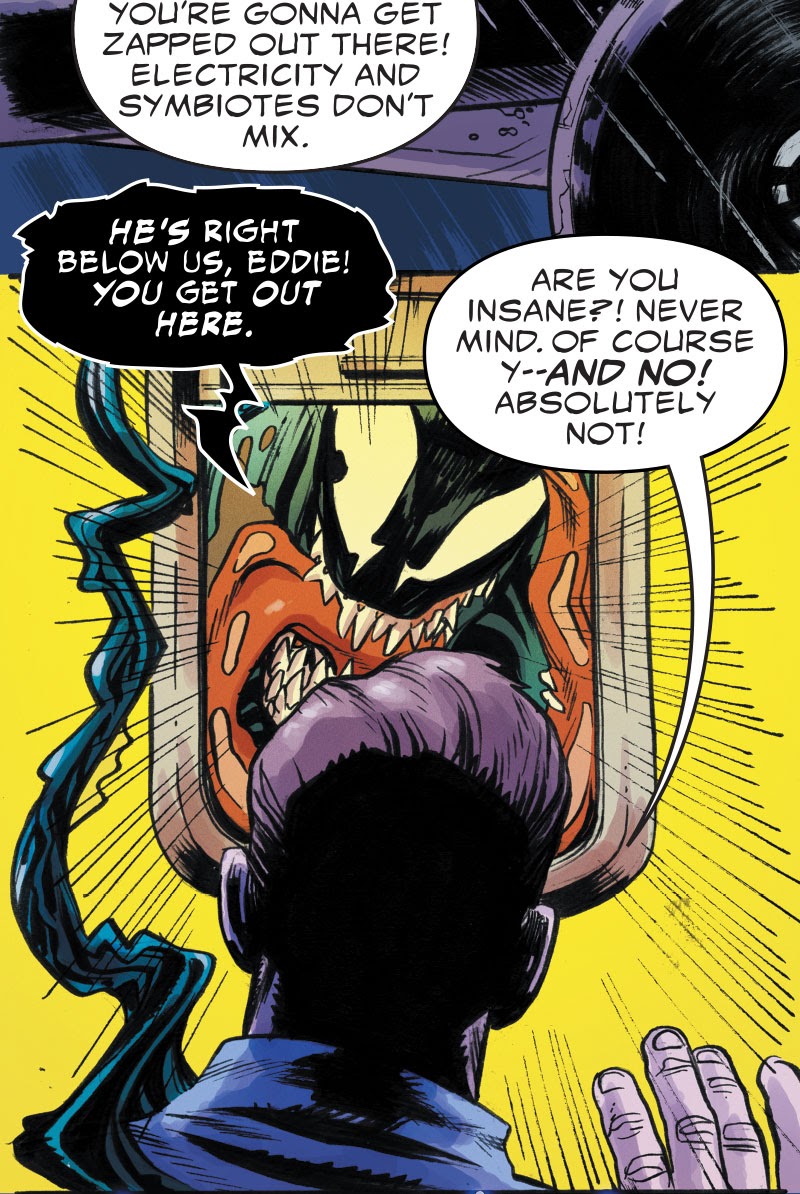 YOU'RE GONNA GET
ZAPPED OUT THERE!
ELECTRICITY AND
SYMBIOTES DON'T
MIX.
HE'S RIGHT
BELOW US, EDDIE!
YOU GET OUT
HERE.
ARE YOU
INSANE?! NEVER
MIND. OF COURSE
Y--AND NO!
ABSOLUTELY
NOT!